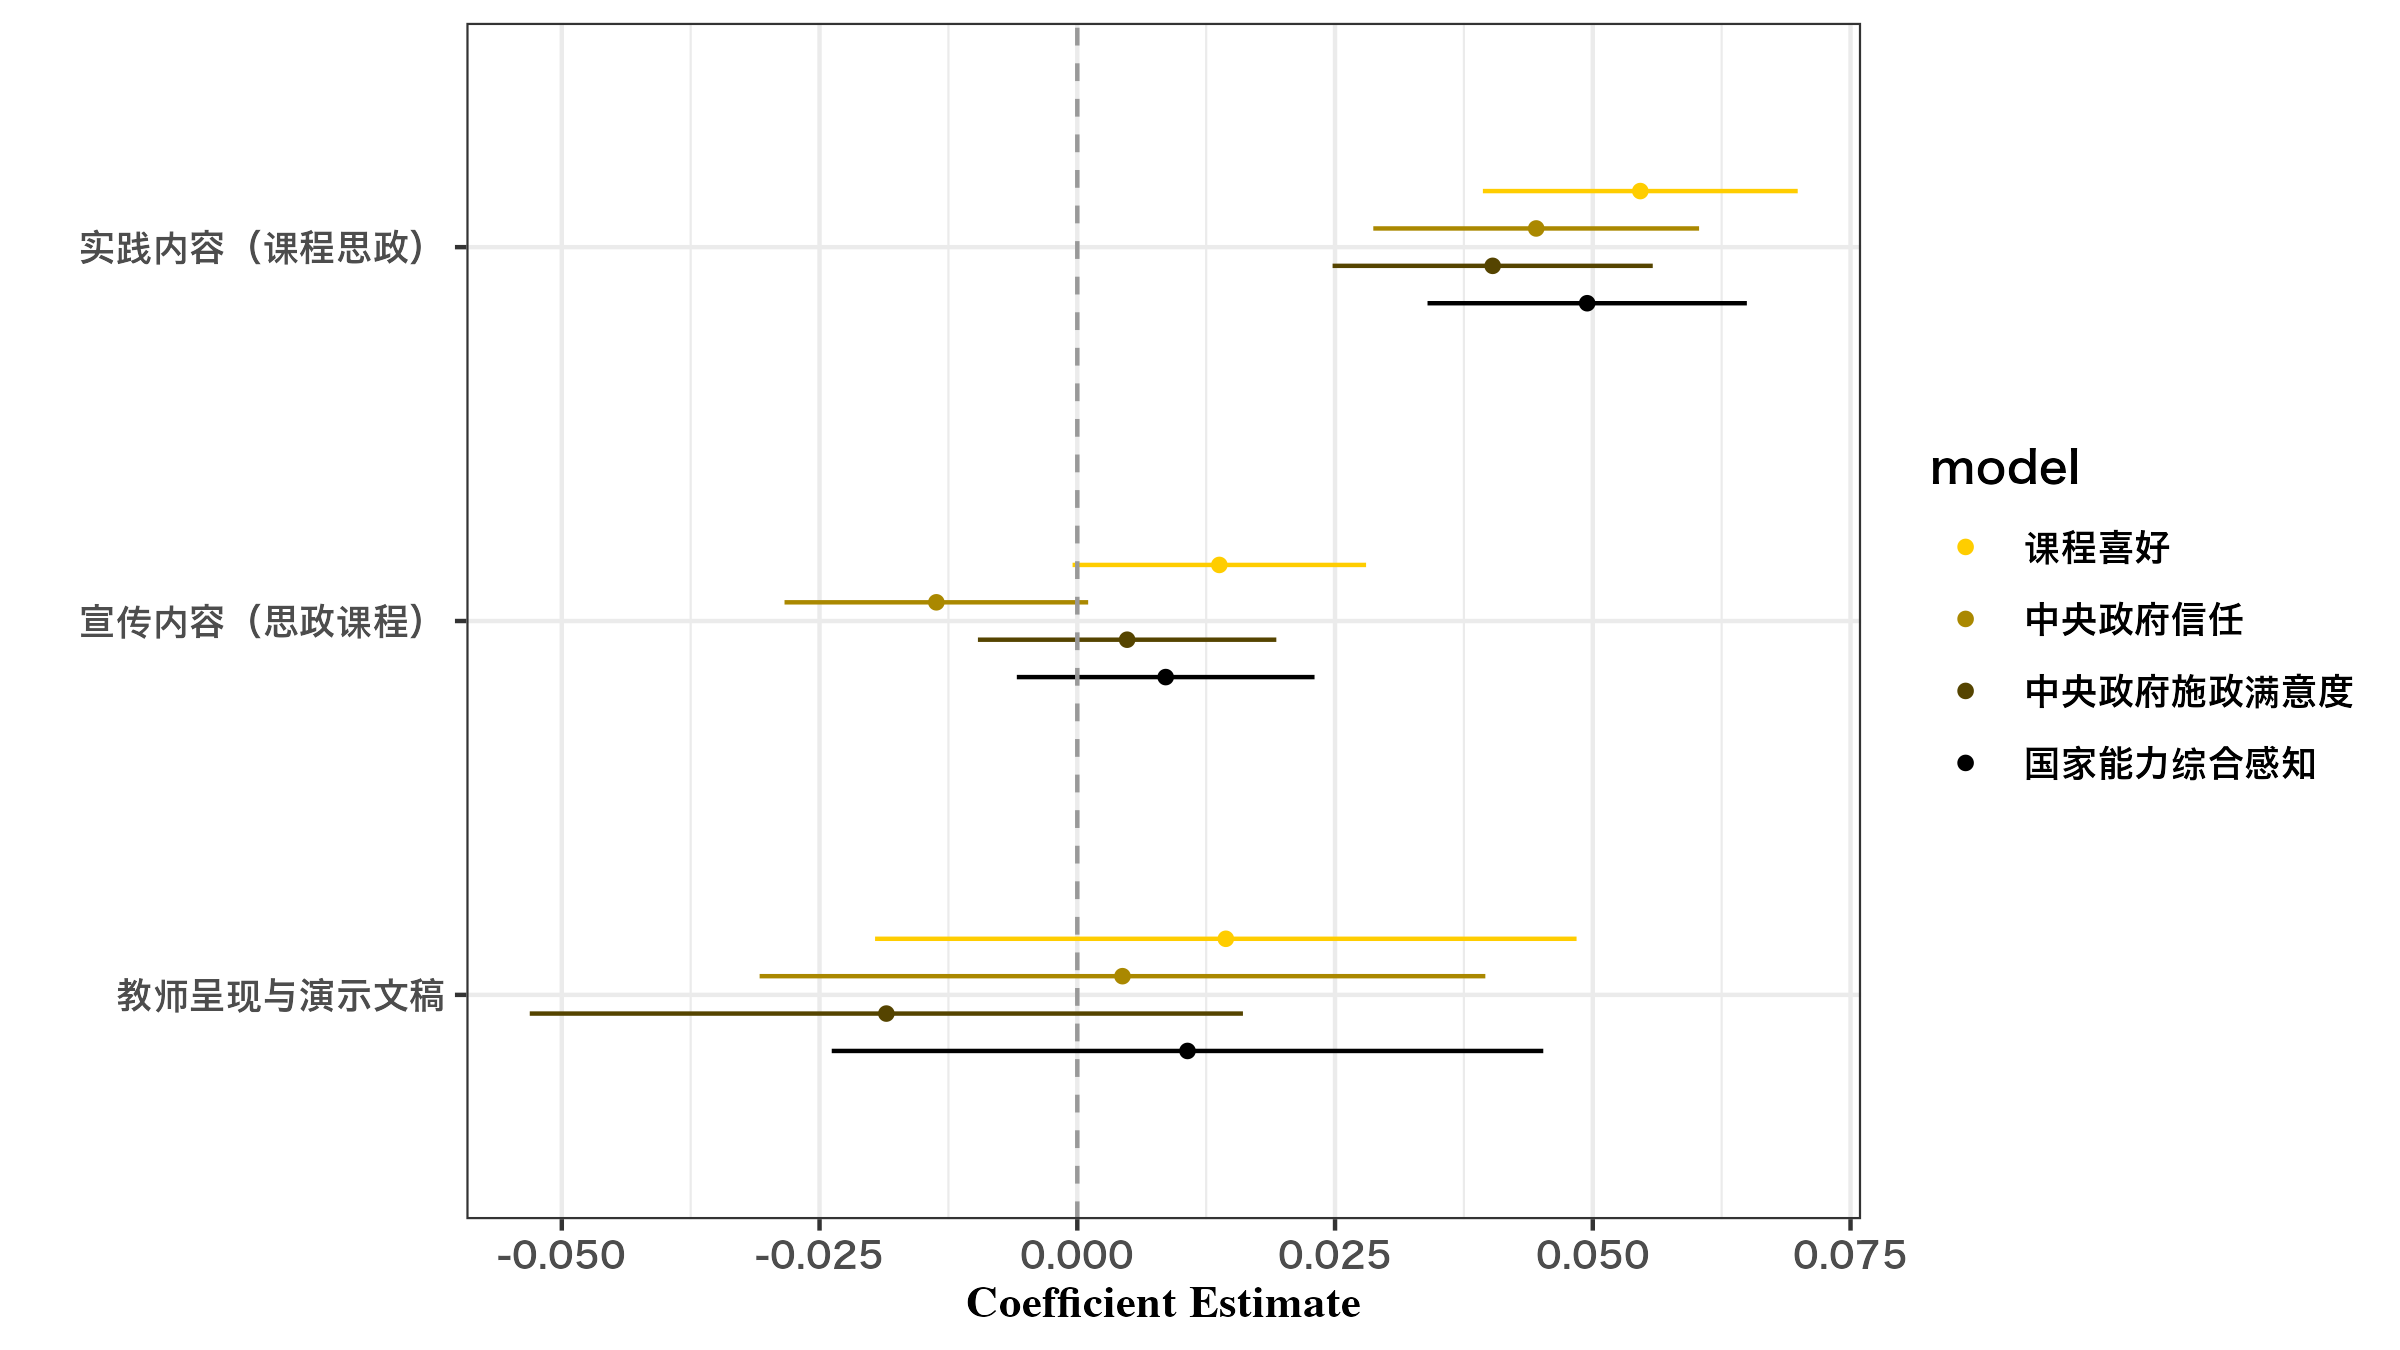 实践内容（课程思政）
宣传内容（思政课程）
教师呈现与演示文稿
-0.050
-0.025
0.000
0.025
0.050
0.075
Coefficient Estimate
model
课程喜好
中央政府信任
中央政府施政满意度
国家能力综合感知